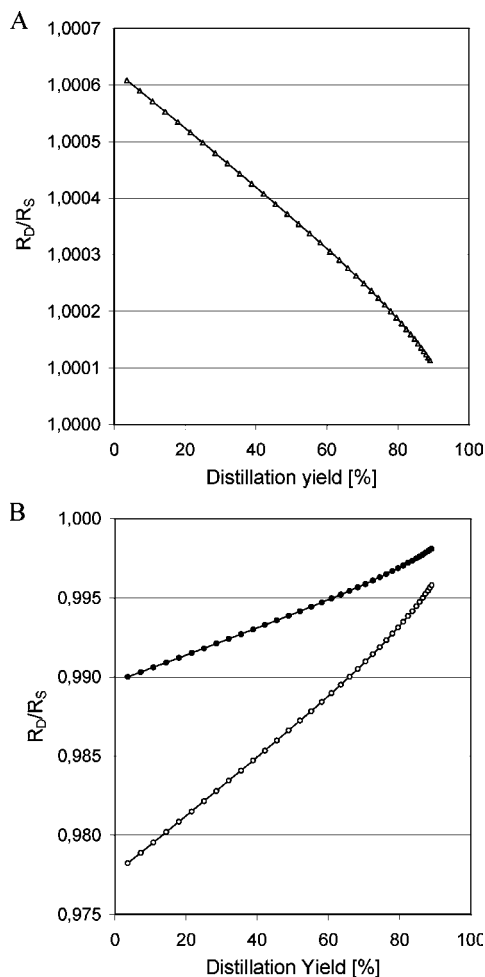 A
1,0007
1,0006
1,0005
1,0004
1,0003
1,0002
1,0001
1,0000
R_D/R_S
0 20 40 60 80 100
Distillation yield [%]
B
1,000
0,995
0,990
0,985
0,980
0,975
R_D/R_S
0 20 40 60 80 100
Distillation Yield [%]